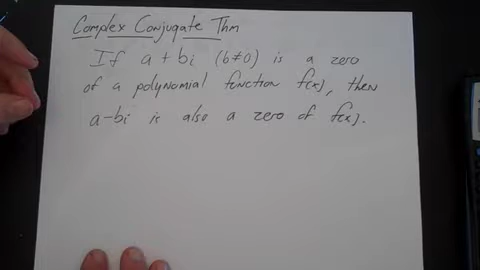 Complex Conjugate Thm
If a + bi (b≠0) is a zero
of a polynomial function f(x), then
a-bi is also a zero of f(x).